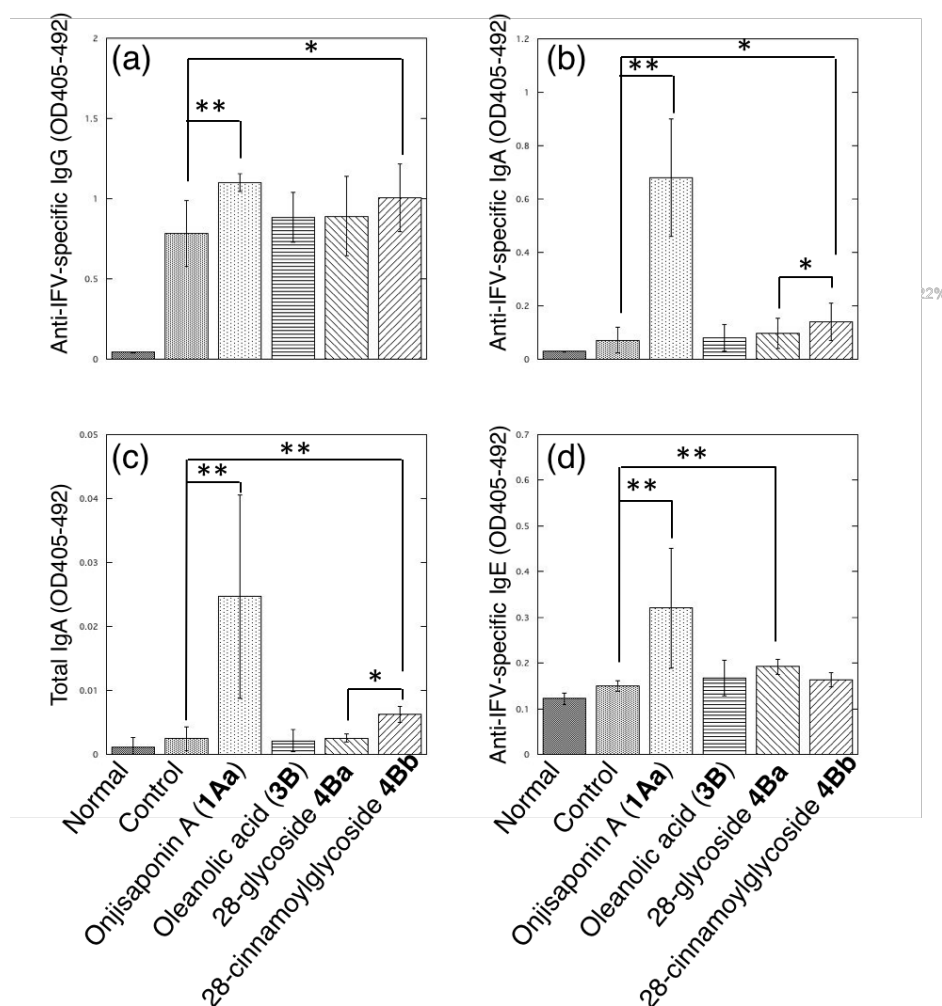 (a)
Anti-IFV-specific IgG (OD405-492)
2
1.5
1
0.5
0
*
**
(b)
Anti-IFV-specific IgA (OD405-492)
1.2
1
0.8
0.6
0.4
0.2
0
*
**
*
22%
(c)
Total IgA (OD405-492)
0.05
0.04
0.03
0.02
0.01
0
**
**
*
(d)
Anti-IFV-specific IgE (OD405-492)
0.7
0.6
0.5
0.4
0.3
0.2
0.1
0
**
**
Normal
Control
Onjisaponin A (1Aa)
Oleanolic acid (3B)
28-glycoside 4Ba
28-cinnamoylglycoside 4Bb
Normal
Control
Onjisaponin A (1Aa)
Oleanolic acid (3B)
28-glycoside 4Ba
28-cinnamoylglycoside 4Bb